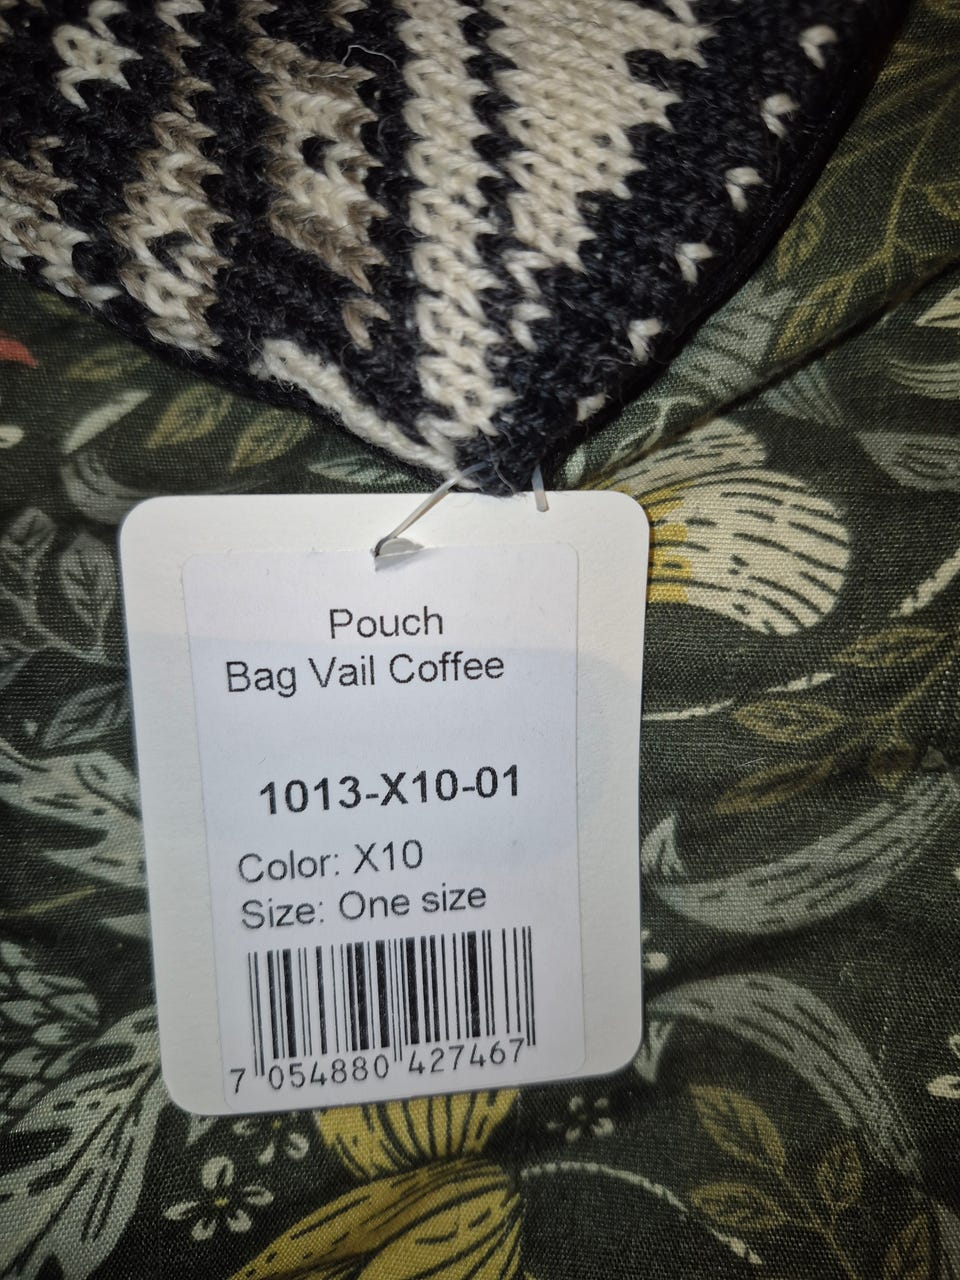 Pouch
Bag Vail Coffee
1013-X10-01
Color: X10
Size: One size
7 054880 427467